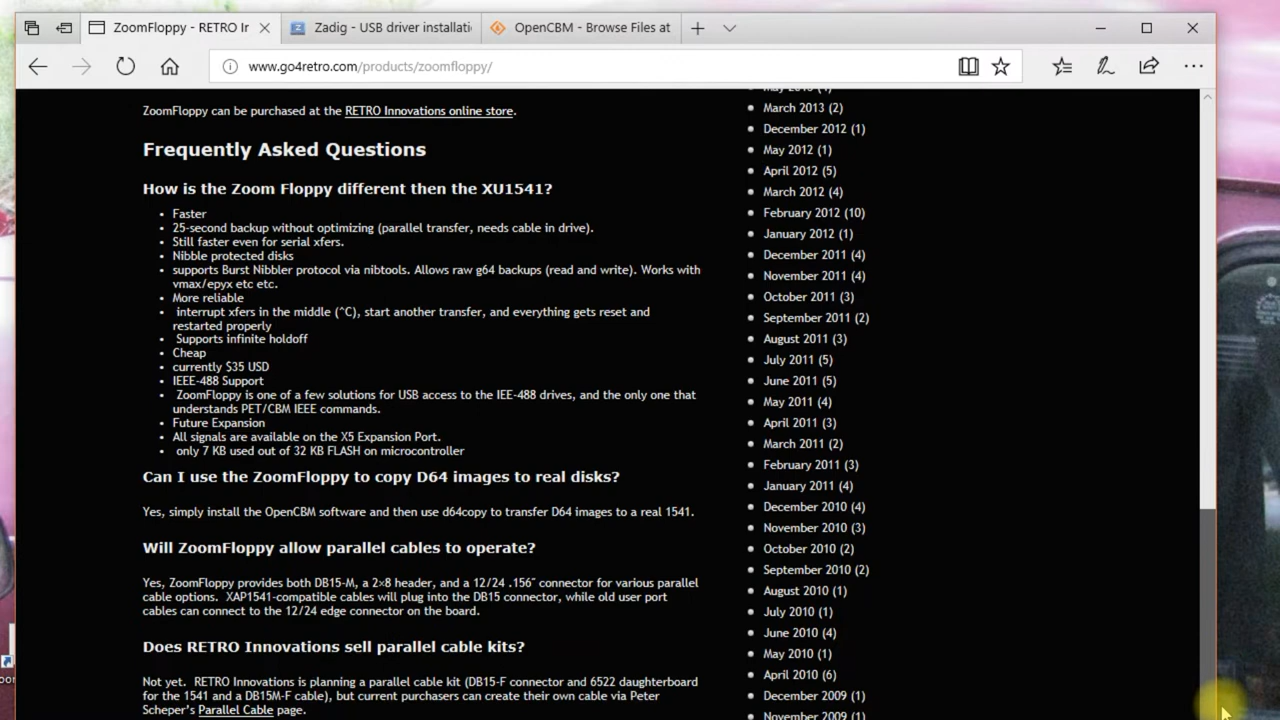 ZoomFloppy - RETRO Ir
Zadig - USB driver installatio
OpenCBM - Browse Files at
www.go4retro.com/products/zoomfloppy/
ZoomFloppy can be purchased at the RETRO Innovations online store.
Frequently Asked Questions
How is the Zoom Floppy different then the XU1541?
• Faster
• 25-second backup without optimizing (parallel transfer, needs cable in drive).
• Still faster even for serial xfers.
• Nibble protected disks
• supports Burst Nibbler protocol via nibtools. Allows raw g64 backups (read and write). Works with
vmax/epyx etc etc.
• More reliable
• interrupt xfers in the middle (^C), start another transfer, and everything gets reset and
restarted properly
• Supports infinite holdoff
• Cheap
• currently $35 USD
• IEEE-488 Support
• ZoomFloppy is one of a few solutions for USB access to the IEE-488 drives, and the only one that
understands PET/CBM IEEE commands.
• Future Expansion
• All signals are available on the X5 Expansion Port.
• only 7 KB used out of 32 KB FLASH on microcontroller
Can I use the ZoomFloppy to copy D64 images to real disks?
Yes, simply install the OpenCBM software and then use d64copy to transfer D64 images to a real 1541.
Will ZoomFloppy allow parallel cables to operate?
Yes, ZoomFloppy provides both DB15-M, a 2×8 header, and a 12/24 .156″ connector for various parallel
cable options. XAP1541-compatible cables will plug into the DB15 connector, while old user port
cables can connect to the 12/24 edge connector on the board.
Does RETRO Innovations sell parallel cable kits?
Not yet. RETRO Innovations is planning a parallel cable kit (DB15-F connector and 6522 daughterboard
for the 1541 and a DB15M-F cable), but current purchasers can create their own cable via Peter
Scheper's Parallel Cable page.
May 2013 (1)
March 2013 (2)
December 2012 (1)
May 2012 (1)
April 2012 (5)
March 2012 (4)
February 2012 (10)
January 2012 (1)
December 2011 (4)
November 2011 (4)
October 2011 (3)
September 2011 (2)
August 2011 (3)
July 2011 (5)
June 2011 (5)
May 2011 (4)
April 2011 (3)
March 2011 (2)
February 2011 (3)
January 2011 (4)
December 2010 (4)
November 2010 (3)
October 2010 (2)
September 2010 (2)
August 2010 (1)
July 2010 (1)
June 2010 (4)
May 2010 (1)
April 2010 (6)
December 2009 (1)
November 2009 (1)